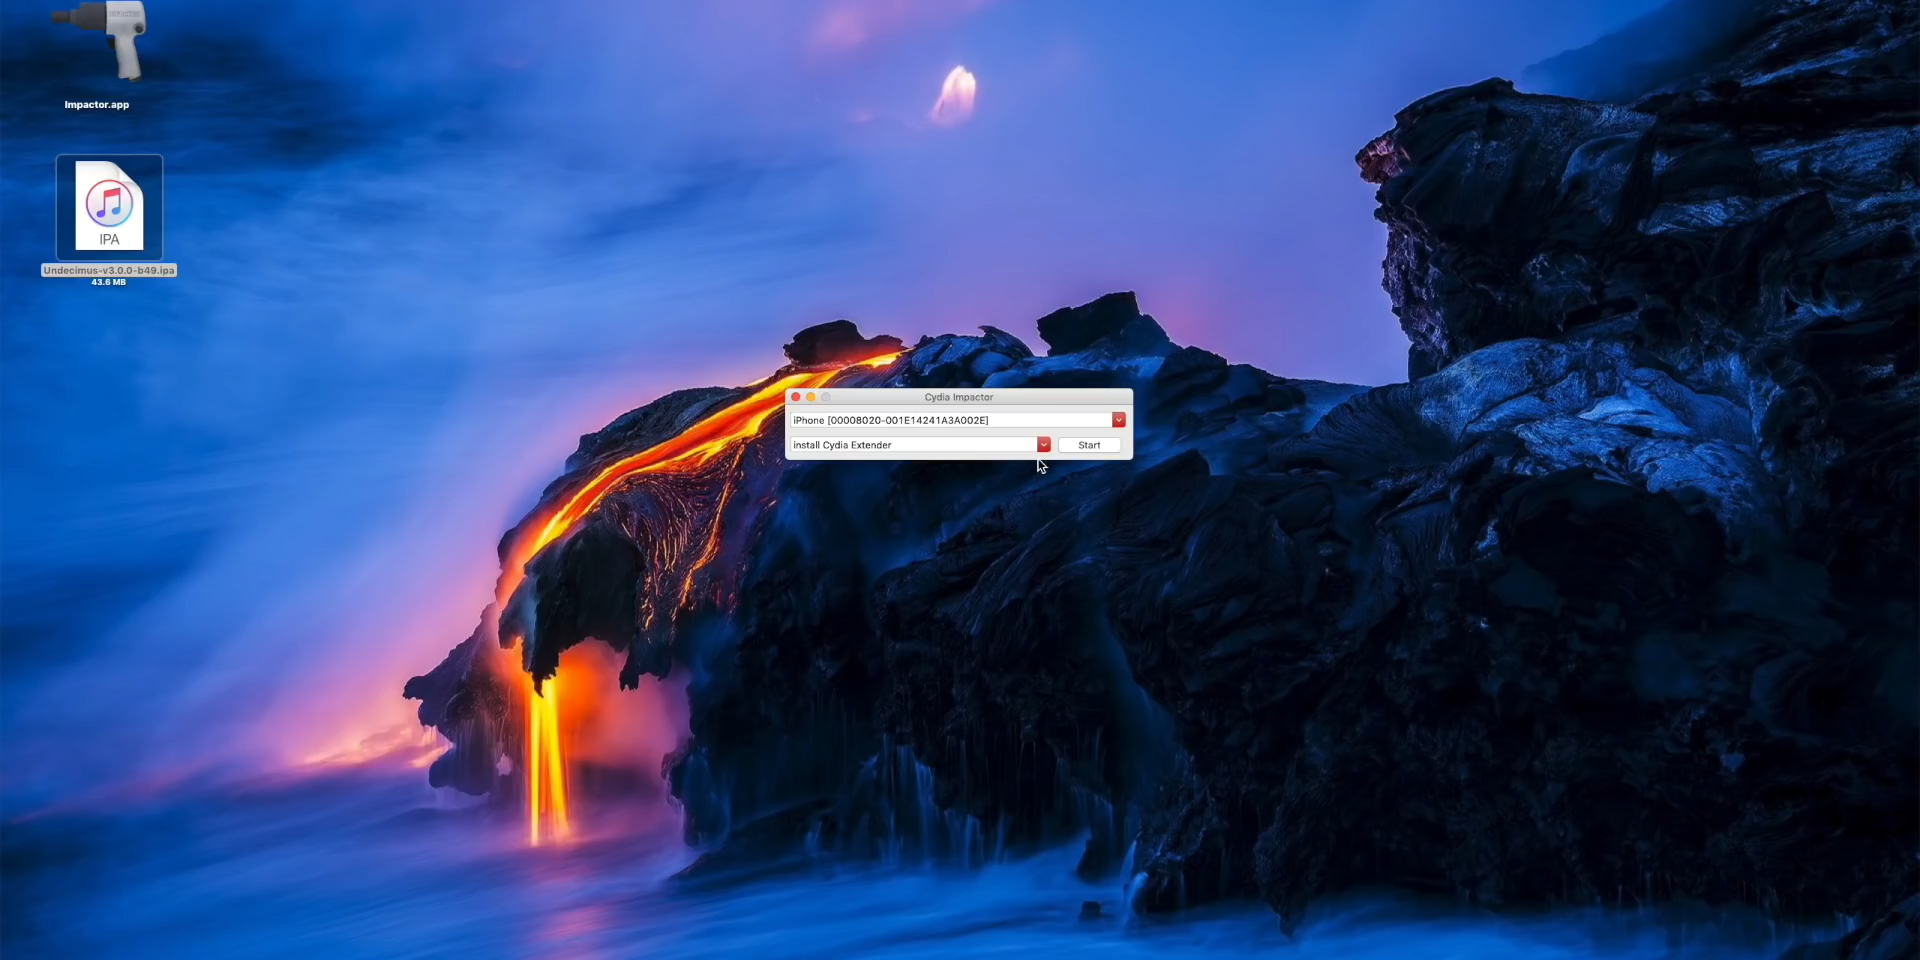 Impactor.app
IPA
Undecimus-v3.0.0-b49.ipa
43.6 MB
Cydia Impactor
iPhone [00008020-001E14241A3A002E]
install Cydia Extender
Start